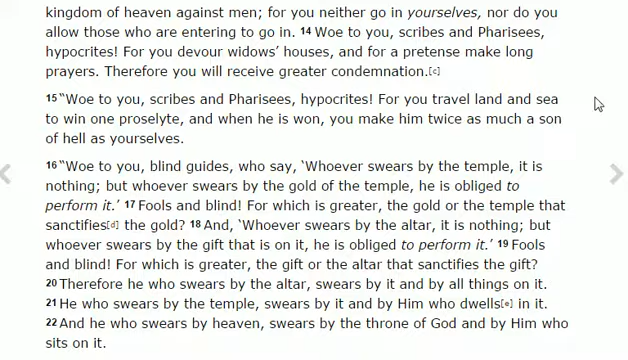 kingdom of heaven against men; for you neither go in yourselves, nor do you
allow those who are entering to go in. 14 Woe to you, scribes and Pharisees,
hypocrites! For you devour widows’ houses, and for a pretense make long
prayers. Therefore you will receive greater condemnation.[c]
15 “Woe to you, scribes and Pharisees, hypocrites! For you travel land and sea
to win one proselyte, and when he is won, you make him twice as much a son
of hell as yourselves.
16 “Woe to you, blind guides, who say, ‘Whoever swears by the temple, it is
nothing; but whoever swears by the gold of the temple, he is obliged to
perform it.’ 17 Fools and blind! For which is greater, the gold or the temple that
sanctifies[d] the gold? 18 And, ‘Whoever swears by the altar, it is nothing; but
whoever swears by the gift that is on it, he is obliged to perform it.’ 19 Fools
and blind! For which is greater, the gift or the altar that sanctifies the gift?
20 Therefore he who swears by the altar, swears by it and by all things on it.
21 He who swears by the temple, swears by it and by Him who dwells[e] in it.
22 And he who swears by heaven, swears by the throne of God and by Him who
sits on it.